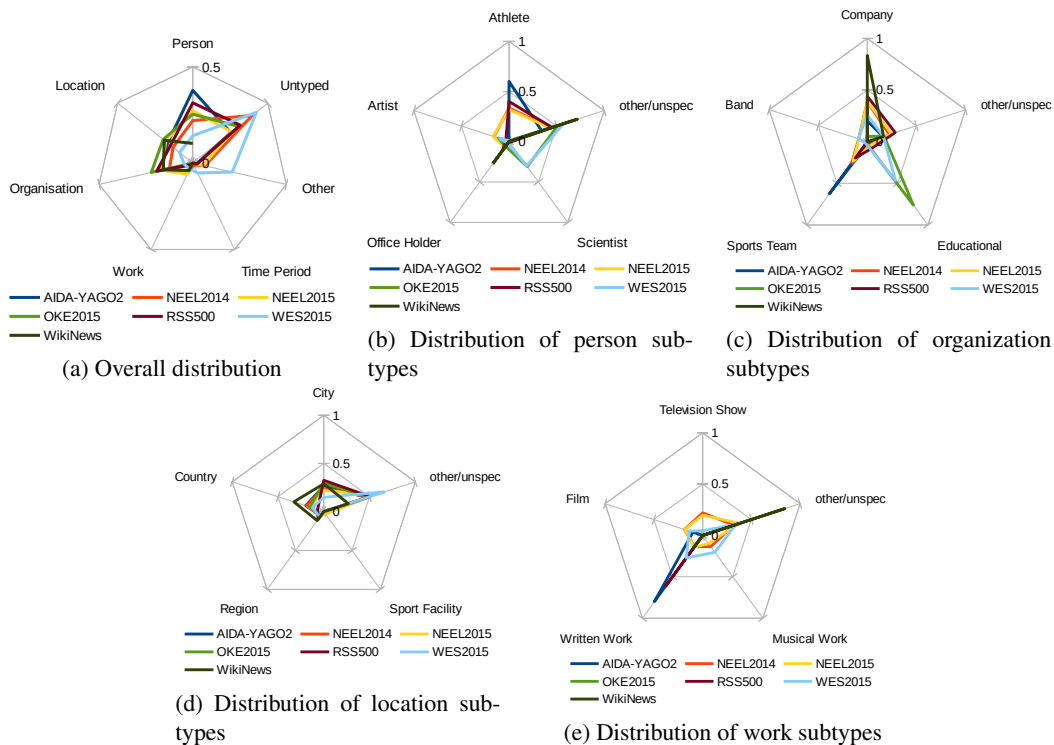 Person
0.5
Location
Untyped
0
Organisation
Other
Work
Time Period
AIDA-YAGO2
NEEL2014
NEEL2015
OKE2015
RSS500
WES2015
WikiNews
(a) Overall distribution
Athlete
1
0.5
Artist
other/unspec
0
Office Holder
Scientist
AIDA-YAGO2
NEEL2014
NEEL2015
OKE2015
RSS500
WES2015
WikiNews
(b) Distribution of person sub-
types
Company
1
0.5
Band
other/unspec
0
Sports Team
Educational
AIDA-YAGO2
NEEL2014
NEEL2015
OKE2015
RSS500
WES2015
WikiNews
(c) Distribution of organization
subtypes
City
1
0.5
Country
other/unspec
0
Region
Sport Facility
AIDA-YAGO2
NEEL2014
NEEL2015
OKE2015
RSS500
WES2015
WikiNews
(d) Distribution of location sub-
types
Television Show
1
0.5
Film
other/unspec
0
Written Work
Musical Work
AIDA-YAGO2
NEEL2014
NEEL2015
OKE2015
RSS500
WES2015
WikiNews
(e) Distribution of work subtypes